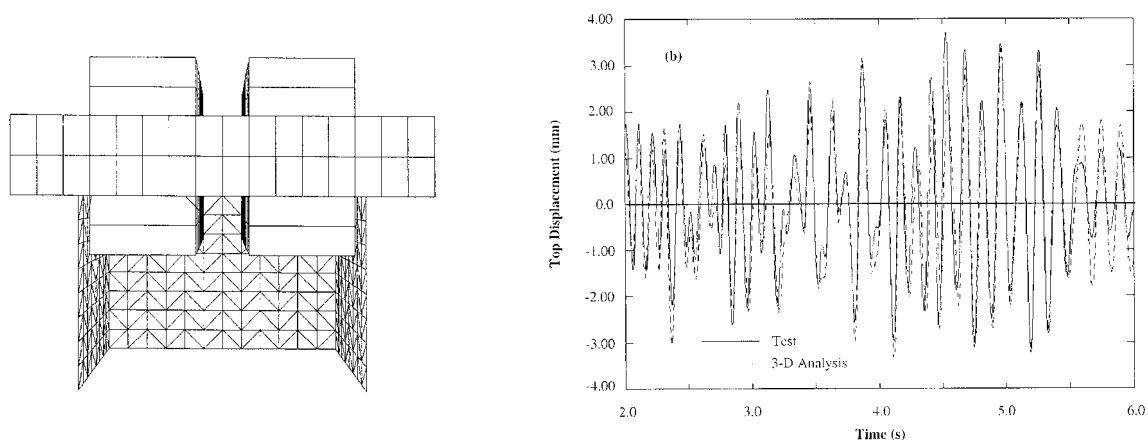 4.00
(b)
3.00
2.00
1.00
0.0
-1.00
-2.00
-3.00
-4.00
Top Displacement (mm)
Test
3-D Analysis
2.0 3.0 4.0 5.0 6.0
Time (s)